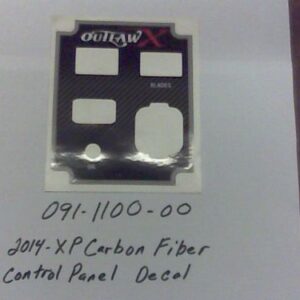 OUTLAW X
BLADES
091-1100-00
2014-XP Carbon Fiber
Control Panel Decal